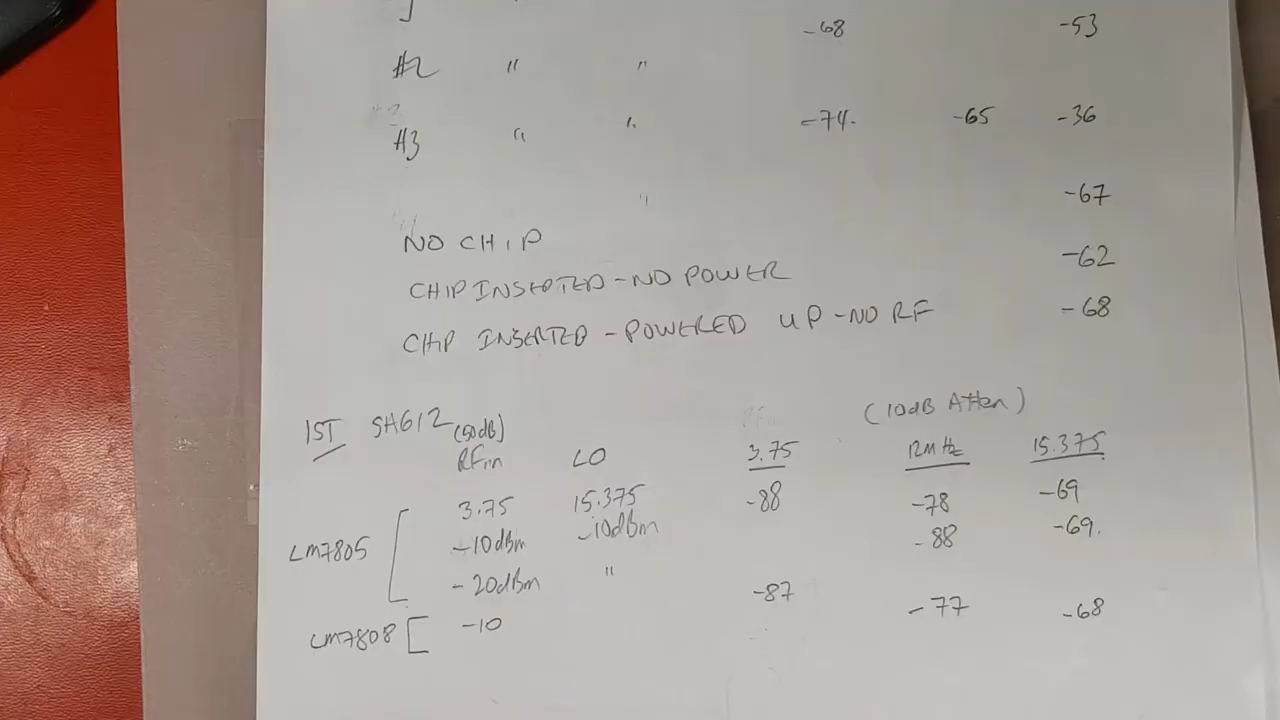 -68 -53
#2 " "
#3 " " -74. -65 -36
" -67
NO CHIP
-62
CHIP INSERTED - NO POWER
-68
CHIP INSERTED - POWERED UP - NO RF
(10dB Atten)
1ST SA612 (50dB)
RFin LO 3.75 12MHz 15.375
3.75 15.375 -88 -78 -69
LM7805 -10dBm -10dBm -88 -69.
-20dBm "
-87 -77 -68
LM7808 -10